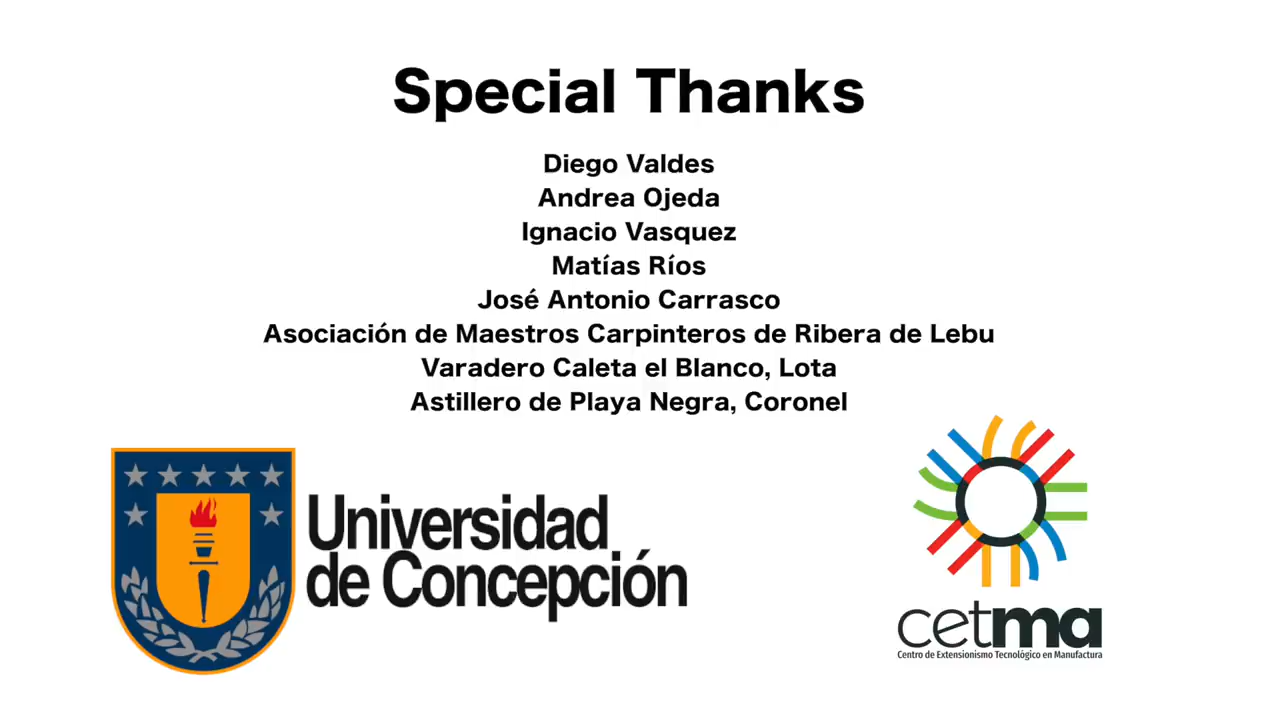 Special Thanks
Diego Valdes
Andrea Ojeda
Ignacio Vasquez
Matías Ríos
José Antonio Carrasco
Asociación de Maestros Carpinteros de Ribera de Lebu
Varadero Caleta el Blanco, Lota
Astillero de Playa Negra, Coronel
Universidad
de Concepción
cetma
Centro de Extensionismo Tecnológico en Manufactura